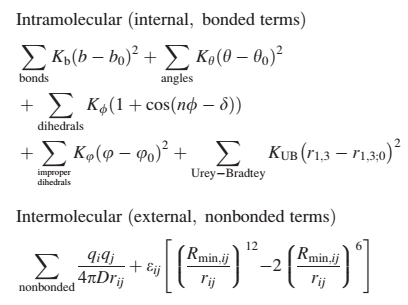 Intramolecular (internal, bonded terms)
∑ K_b(b − b_0)² + ∑ K_θ(θ − θ_0)²
bonds angles
+ ∑ K_ϕ(1 + cos(nϕ − δ))
dihedrals
+ ∑ K_φ(φ − φ_0)² + ∑ K_UB(r_1,3 − r_1,3;0)²
improper dihedrals Urey−Bradtey
Intermolecular (external, nonbonded terms)
∑ q_i q_j / 4πDr_ij + ε_ij [ (R_min,ij / r_ij)^12 −2 (R_min,ij / r_ij)^6 ]
nonbonded